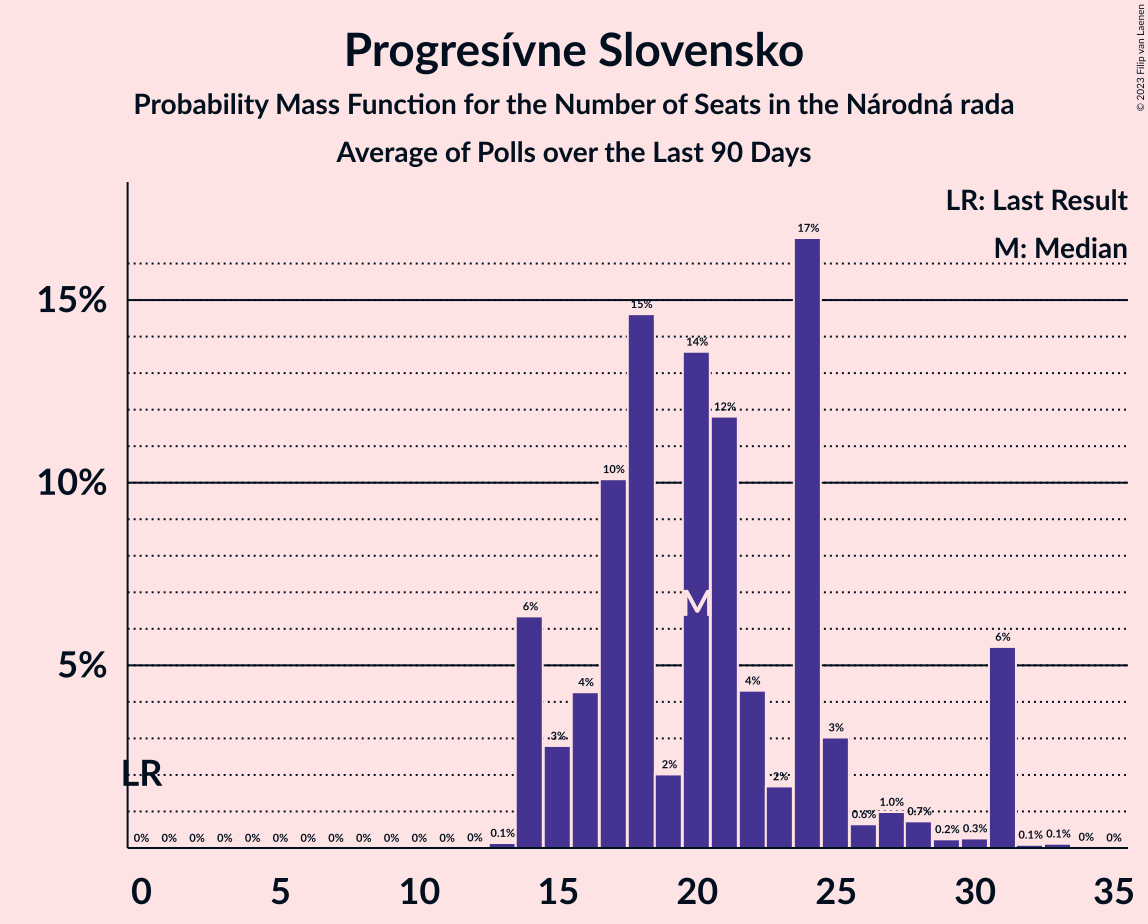 Progresívne Slovensko
Probability Mass Function for the Number of Seats in the Národná rada
Average of Polls over the Last 90 Days
© 2023 Filip van Laenen
LR: Last Result
M: Median
15%
10%
5%
LR
M
0% 0% 0% 0% 0% 0% 0% 0% 0% 0% 0% 0% 0% 0.1% 6% 3% 4% 10% 15% 2% 14% 12% 4% 2% 17% 3% 0.6% 1.0% 0.7% 0.2% 0.3% 6% 0.1% 0.1% 0% 0%
0 5 10 15 20 25 30 35